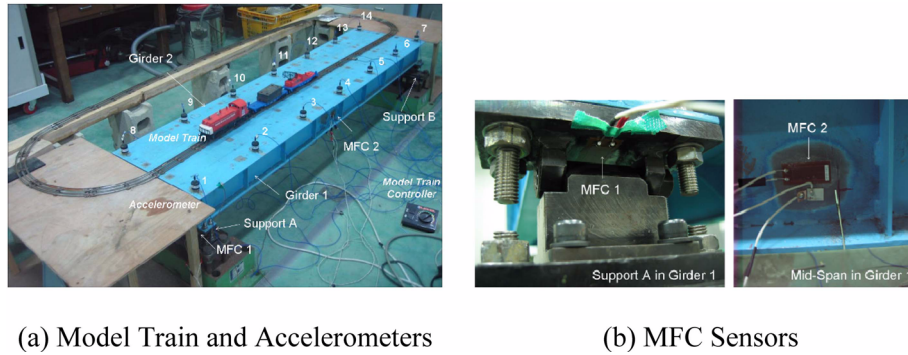 14
7
13
6
12
Girder 2
11
5
10
4
Support B
9
3
8
Model Train
2
MFC 2
1
Girder 1
Model Train
Controller
Accelerometer
Support A
MFC 1
MFC 1
Support A in Girder 1
MFC 2
Mid-Span in Girder 1
(a) Model Train and Accelerometers
(b) MFC Sensors